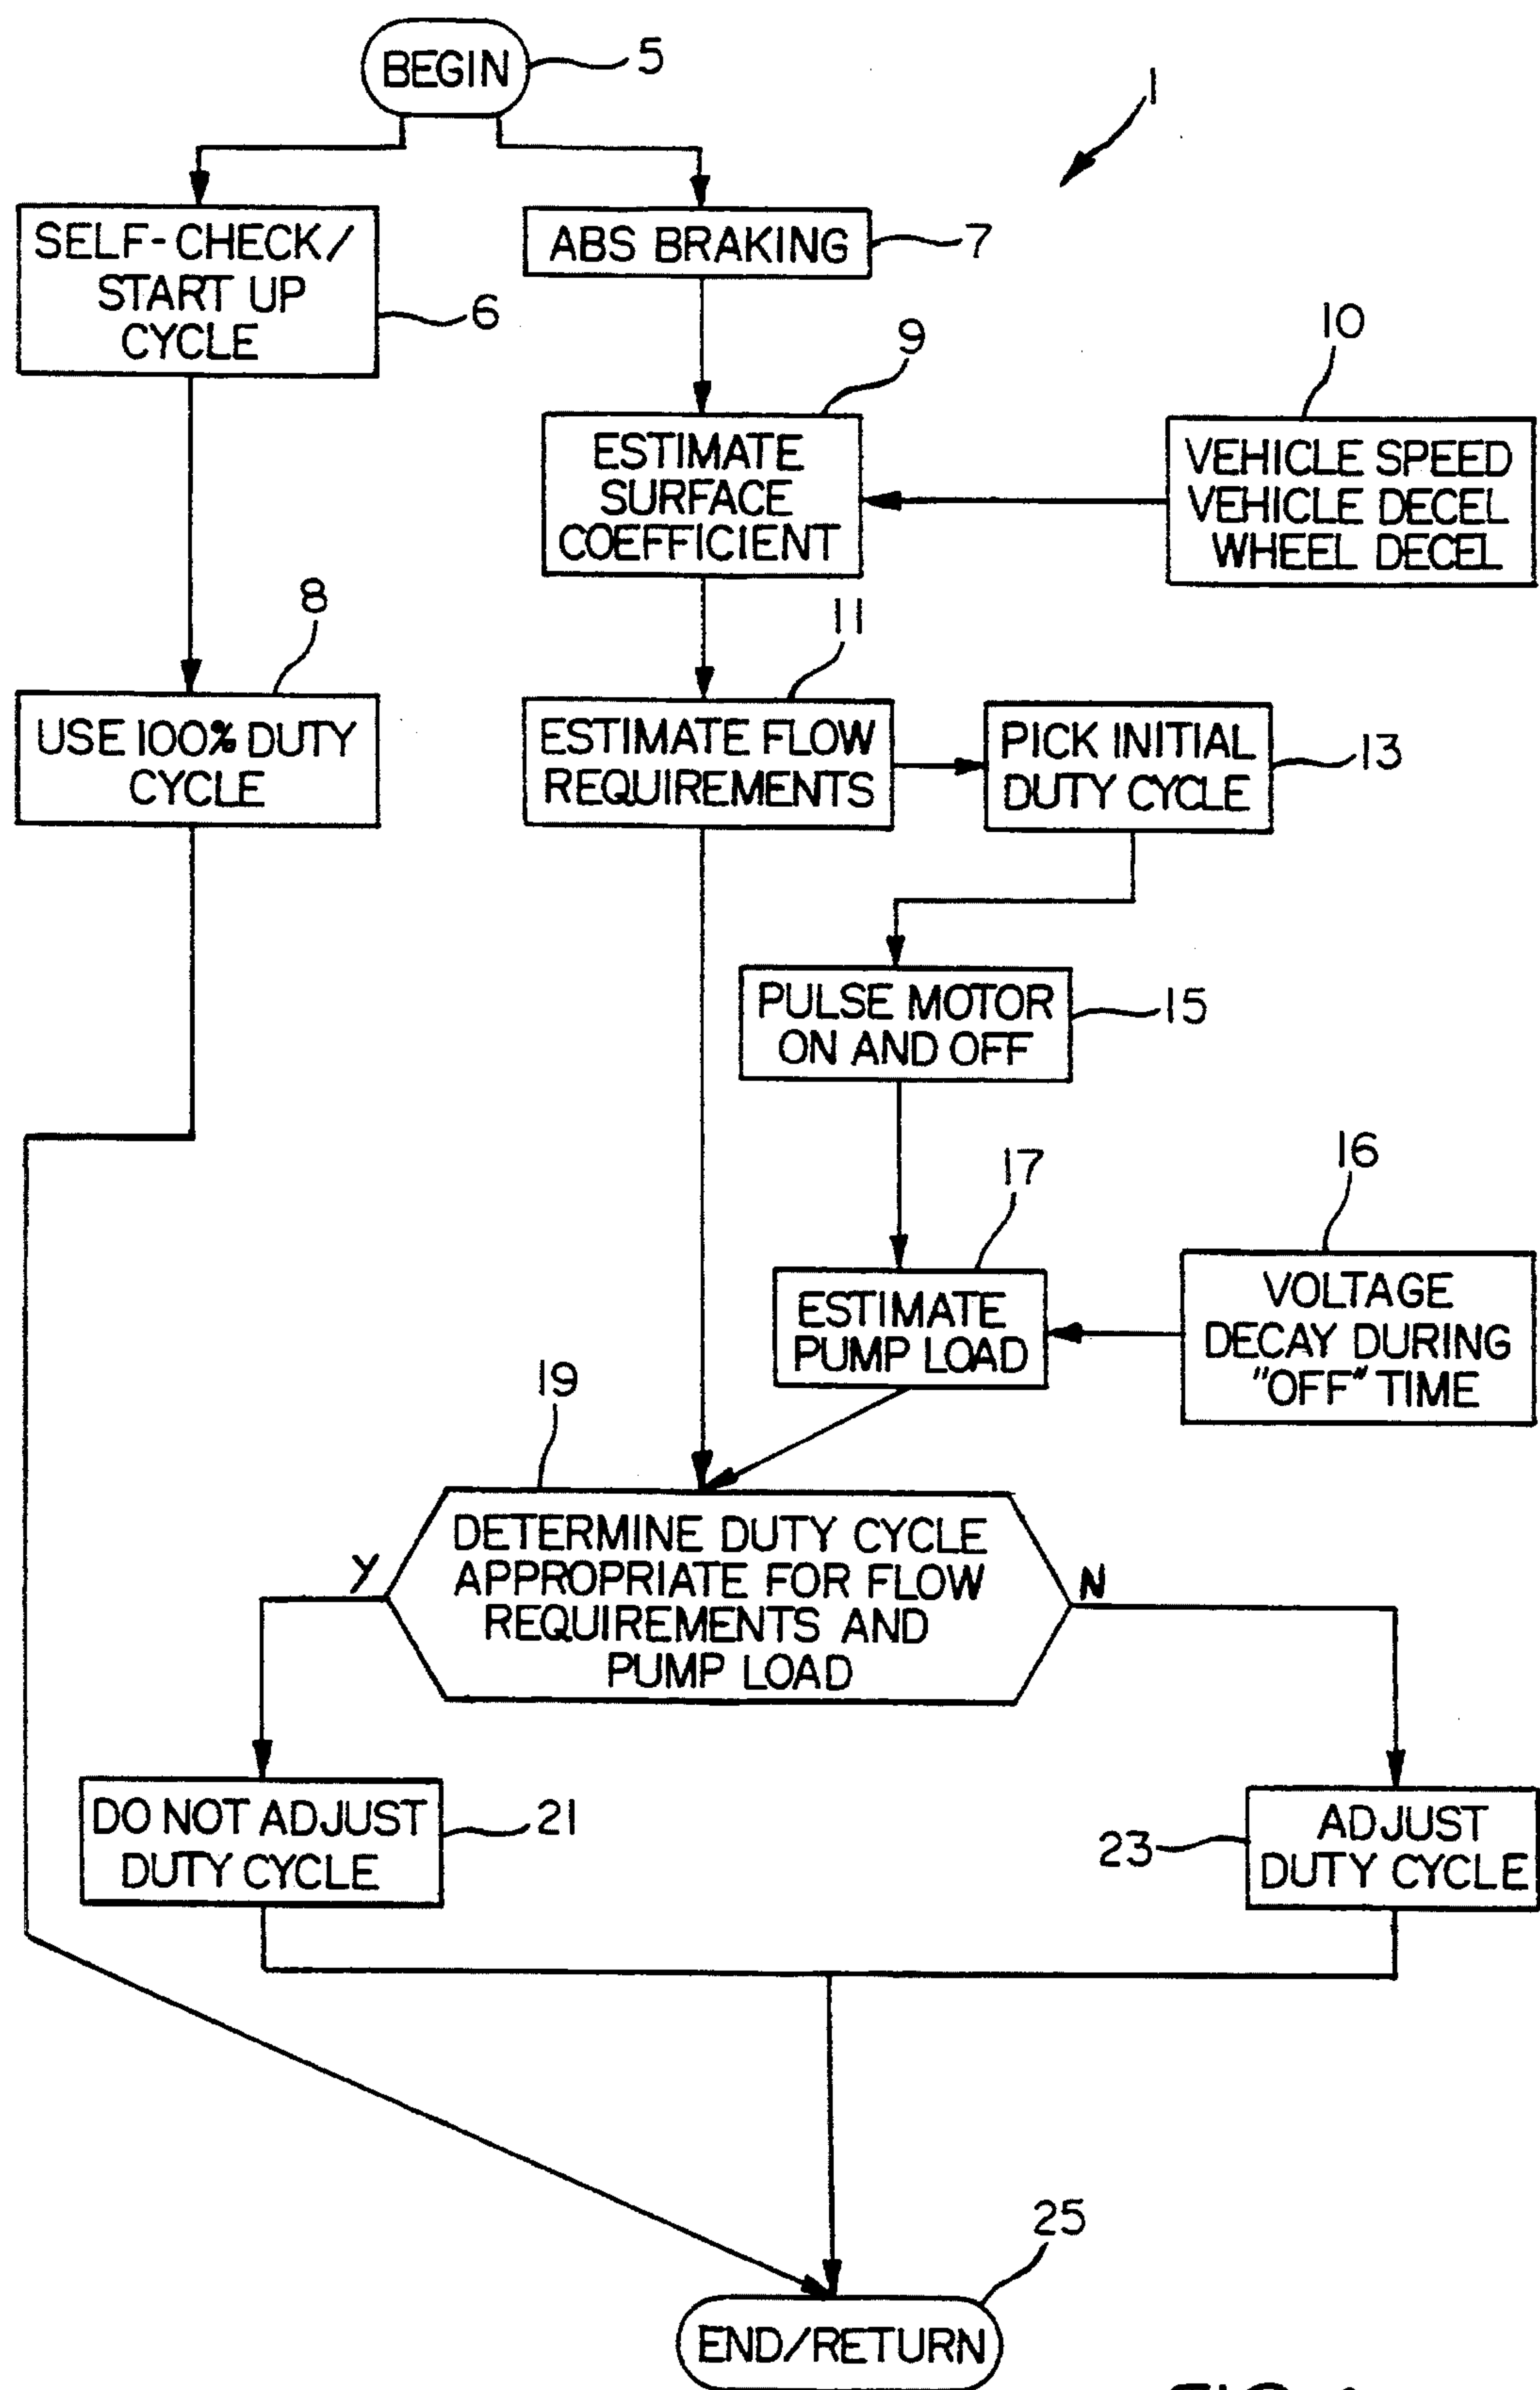 BEGIN
5
1
SELF-CHECK/
START UP
CYCLE
6
ABS BRAKING
7
9
ESTIMATE
SURFACE
COEFFICIENT
10
VEHICLE SPEED
VEHICLE DECEL
WHEEL DECEL
8
USE 100% DUTY
CYCLE
11
ESTIMATE FLOW
REQUIREMENTS
PICK INITIAL
DUTY CYCLE
13
PULSE MOTOR
ON AND OFF
15
17
ESTIMATE
PUMP LOAD
16
VOLTAGE
DECAY DURING
"OFF" TIME
19
DETERMINE DUTY CYCLE
APPROPRIATE FOR FLOW
REQUIREMENTS AND
PUMP LOAD
Y
N
DO NOT ADJUST
DUTY CYCLE
21
23
ADJUST
DUTY CYCLE
25
END/RETURN